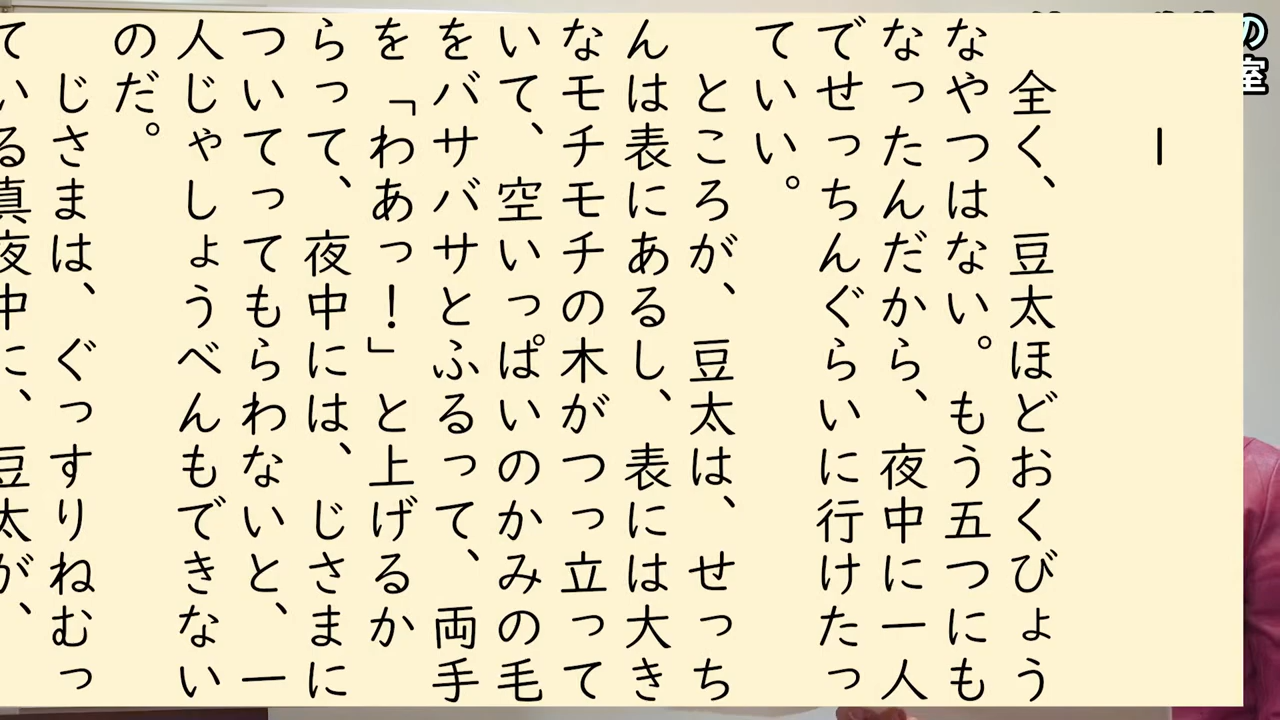 一
全く、豆太ほどおくびょう
なやつはない。もう五つにも
なったんだから、夜中に一人
でせっちんぐらいに行けたっ
ていい。
ところが、豆太は、せっち
んは表にあるし、表には大き
なモチモチの木がつっ立って
いて、空いっぱいのかみの毛
をバサバサとふるって、両手
を「わあっ!」と上げるか
らって、夜中には、じさまに
ついてってもらわないと、一
人じゃしょうべんもできない
のだ。
じさまは、ぐっすりねむっ
ている真夜中に、豆太が、
の
室